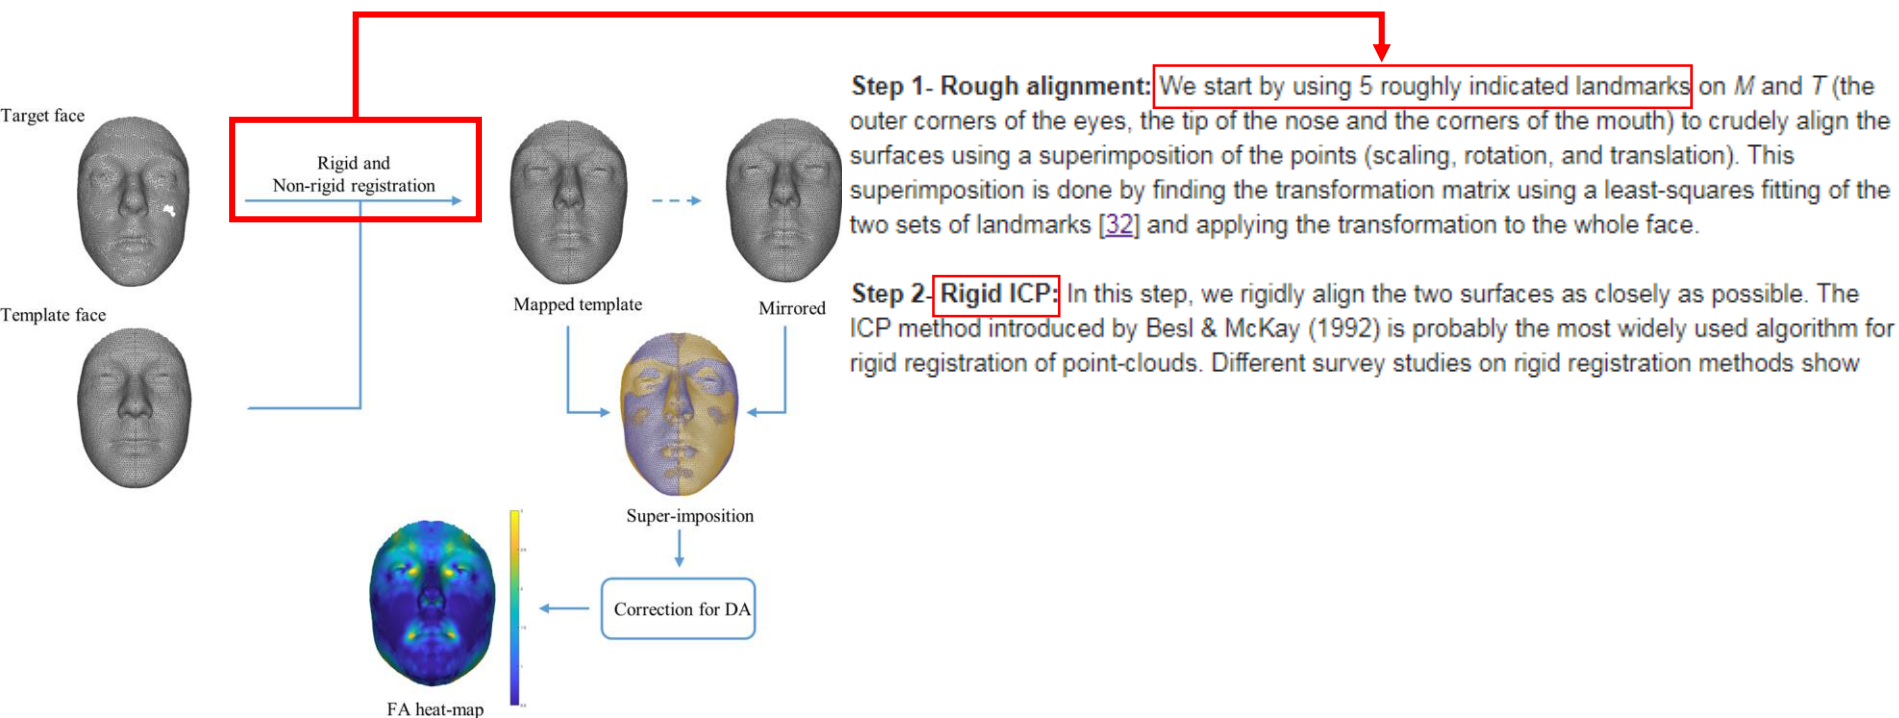 Target face
Rigid and
Non-rigid registration
Template face
Mapped template
Mirrored
Super-imposition
Correction for DA
FA heat-map
Step 1- Rough alignment: We start by using 5 roughly indicated landmarks on M and T (the
outer corners of the eyes, the tip of the nose and the corners of the mouth) to crudely align the
surfaces using a superimposition of the points (scaling, rotation, and translation). This
superimposition is done by finding the transformation matrix using a least-squares fitting of the
two sets of landmarks [32] and applying the transformation to the whole face.
Step 2- Rigid ICP: In this step, we rigidly align the two surfaces as closely as possible. The
ICP method introduced by Besl & McKay (1992) is probably the most widely used algorithm for
rigid registration of point-clouds. Different survey studies on rigid registration methods show